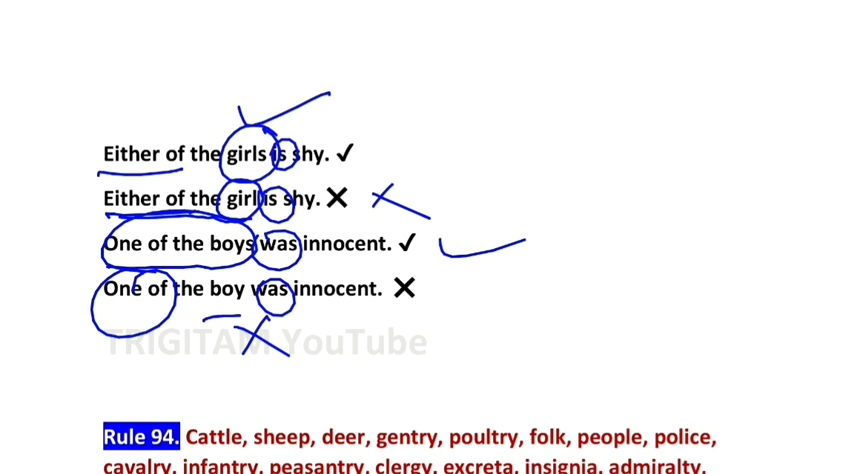 Either of the girls is shy. ✓
Either of the girl is shy. ✗
One of the boys was innocent. ✓
One of the boy was innocent. ✗
TRIGITAM YouTube
Rule 94. Cattle, sheep, deer, gentry, poultry, folk, people, police,
cavalry, infantry, peasantry, clergy, excreta, insignia, admiralty,